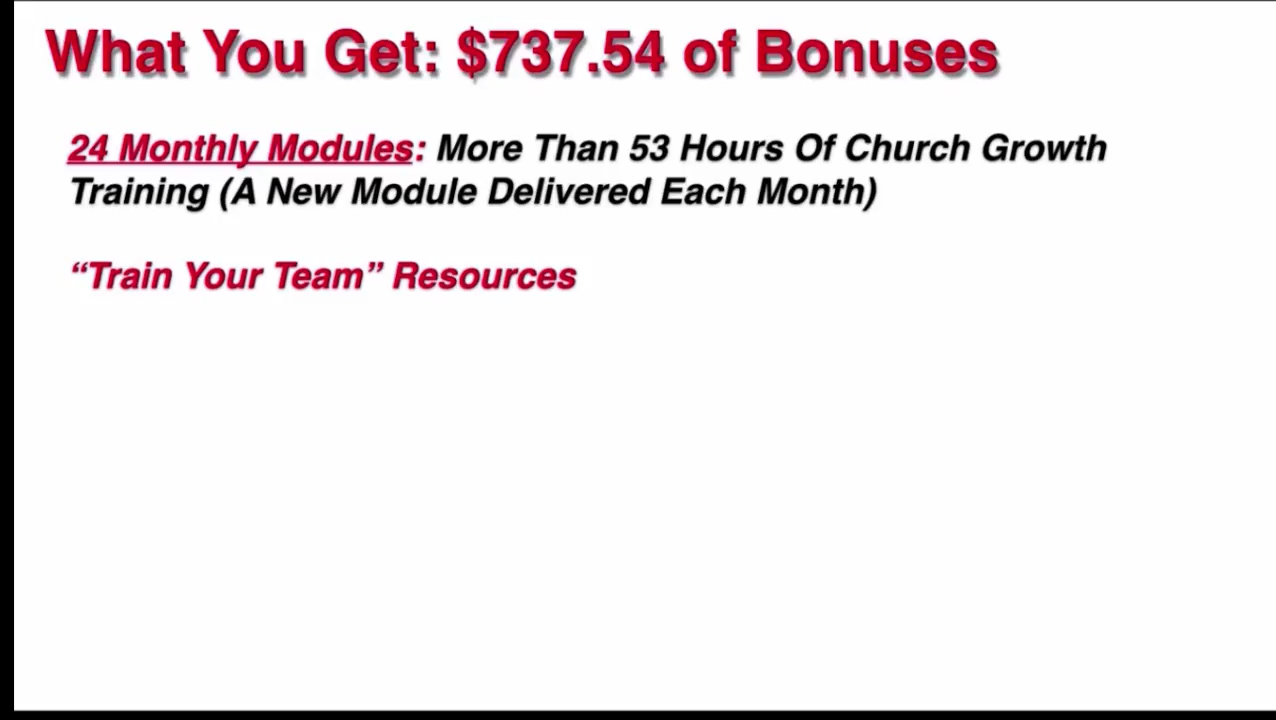 What You Get: $737.54 of Bonuses
24 Monthly Modules: More Than 53 Hours Of Church Growth
Training (A New Module Delivered Each Month)
“Train Your Team” Resources